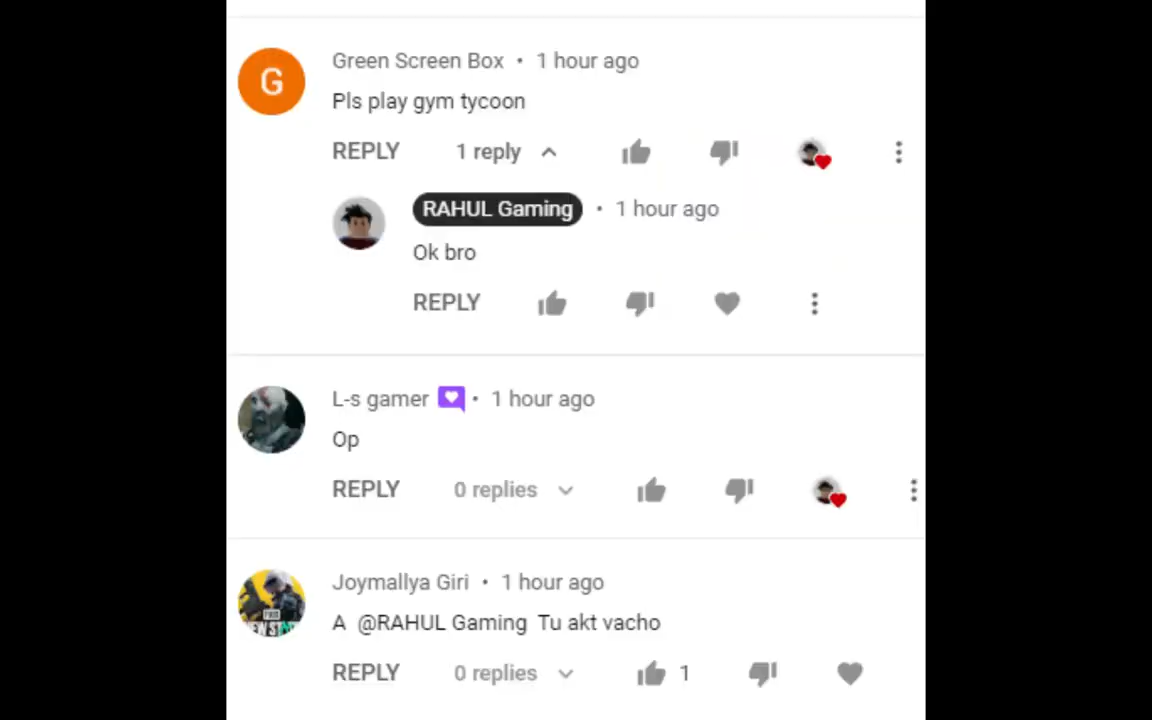 G
Green Screen Box • 1 hour ago
Pls play gym tycoon
REPLY 1 reply
RAHUL Gaming • 1 hour ago
Ok bro
REPLY
L-s gamer • 1 hour ago
Op
REPLY 0 replies
Joymallya Giri • 1 hour ago
A @RAHUL Gaming Tu akt vacho
REPLY 0 replies 1